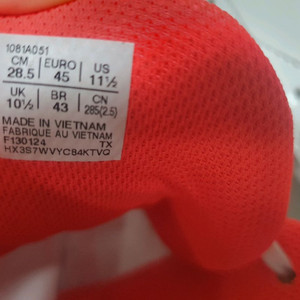 1081A051
CM EURO US
28.5 45 11½
UK BR CN
10½ 43 285(2.5)
MADE IN VIETNAM
FABRIQUE AU VIETNAM
F130124 TX
HX3S7WVYC84KTVQ